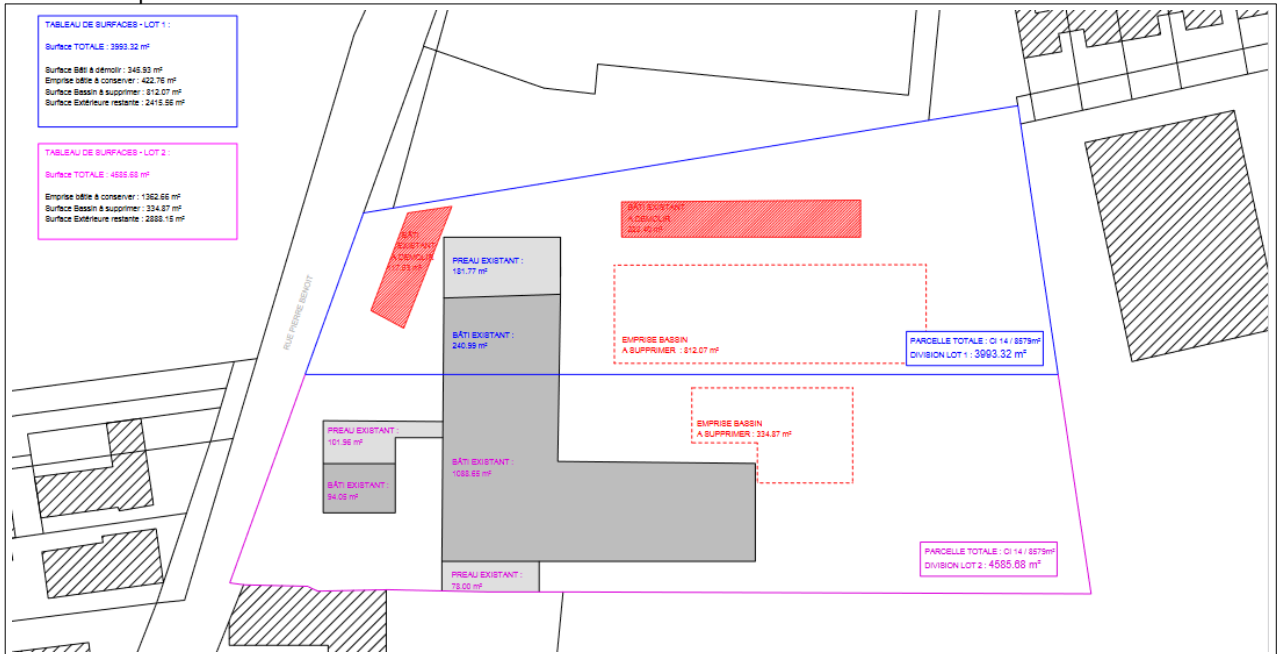 TABLEAU DE SURFACES - LOT 1 :
Surface TOTALE : 3993.32 m²
Surface Bâti à démolir : 345.93 m²
Emprise bâtie à conserver : 422.76 m²
Surface Bassin à supprimer : 812.07 m²
Surface Extérieure restante : 2415.56 m²
TABLEAU DE SURFACES - LOT 2 :
Surface TOTALE : 4585.68 m²
Emprise bâtie à conserver : 1362.66 m²
Surface Bassin à supprimer : 334.87 m²
Surface Extérieure restante : 2888.15 m²
RUE PIERRE BENOIT
BÂTI
EXISTANT
A DEMOLIR
BÂTI EXISTANT
A DEMOLIR
PREAU EXISTANT :
181.77 m²
BÂTI EXISTANT :
240.99 m²
EMPRISE BASSIN
A SUPPRIMER : 812.07 m²
PARCELLE TOTALE : CI 14 / 8579m²
DIVISION LOT 1 : 3993.32 m²
PREAU EXISTANT :
101.96 m²
BÂTI EXISTANT :
94.05 m²
BÂTI EXISTANT :
1088.65 m²
EMPRISE BASSIN
A SUPPRIMER : 334.87 m²
PREAU EXISTANT :
78.00 m²
PARCELLE TOTALE : CI 14 / 8579m²
DIVISION LOT 2 : 4585.68 m²